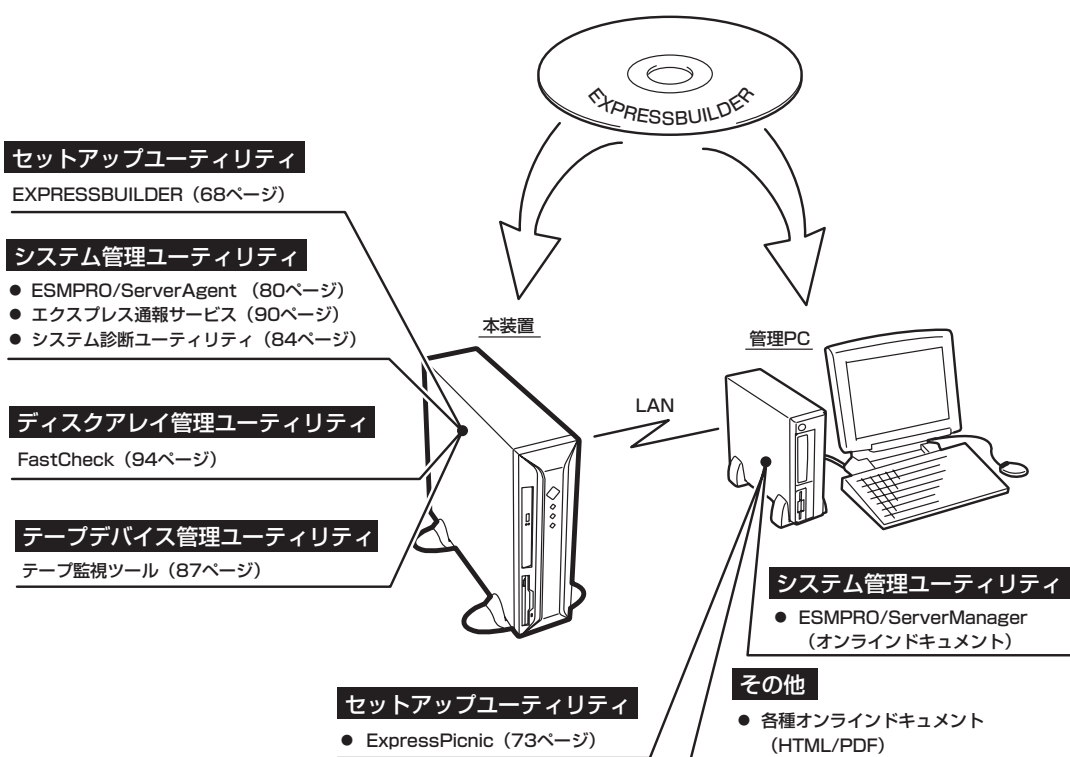 EXPRESSBUILDER
セットアップユーティリティ
EXPRESSBUILDER（68ページ）
システム管理ユーティリティ
● ESMPRO/ServerAgent （80ページ）
● エクスプレス通報サービス（90ページ）
● システム診断ユーティリティ（84ページ）
ディスクアレイ管理ユーティリティ
FastCheck（94ページ）
テープデバイス管理ユーティリティ
テープ監視ツール（87ページ）
本装置
LAN
管理PC
システム管理ユーティリティ
● ESMPRO/ServerManager
（オンラインドキュメント）
セットアップユーティリティ
● ExpressPicnic（73ページ）
その他
● 各種オンラインドキュメント
（HTML/PDF）